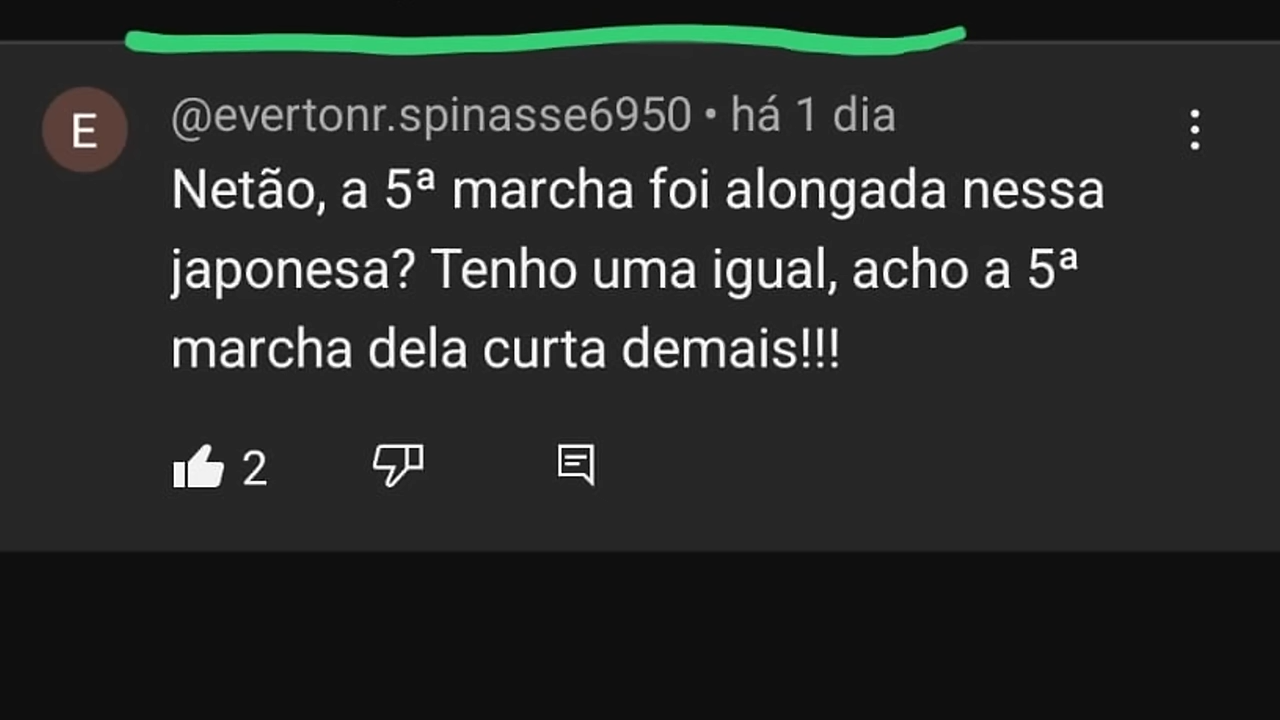 E
@evertonr.spinasse6950 • há 1 dia
Netão, a 5ª marcha foi alongada nessa
japonesa? Tenho uma igual, acho a 5ª
marcha dela curta demais!!!
2